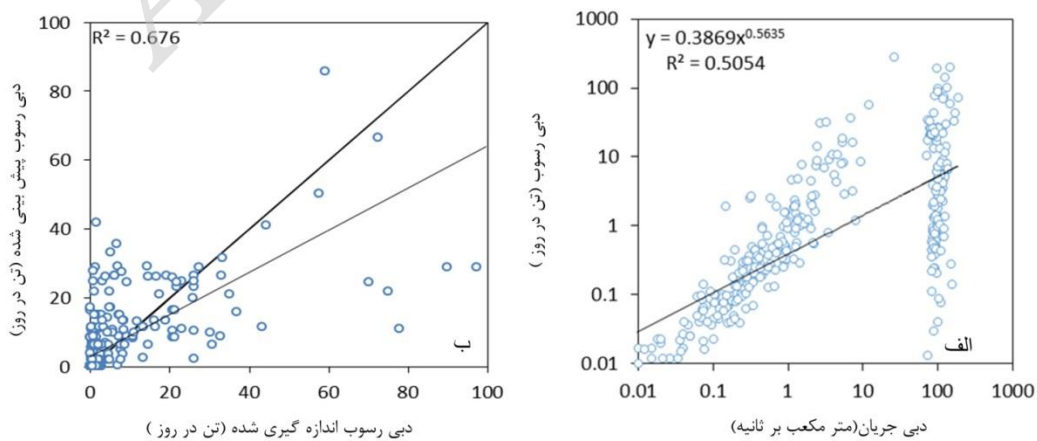 R² = 0.676
100
80
60
40
20
0
0 20 40 60 80 100
دبی رسوب پیش بینی شده (تن در روز)
دبی رسوب اندازه گیری شده (تن در روز )
ب
y = 0.3869x^0.5635
R² = 0.5054
1000
100
10
1
0.1
0.01
0.01 0.1 1 10 100 1000
دبی رسوب (تن در روز )
دبی جریان(متر مکعب بر ثانیه)
الف